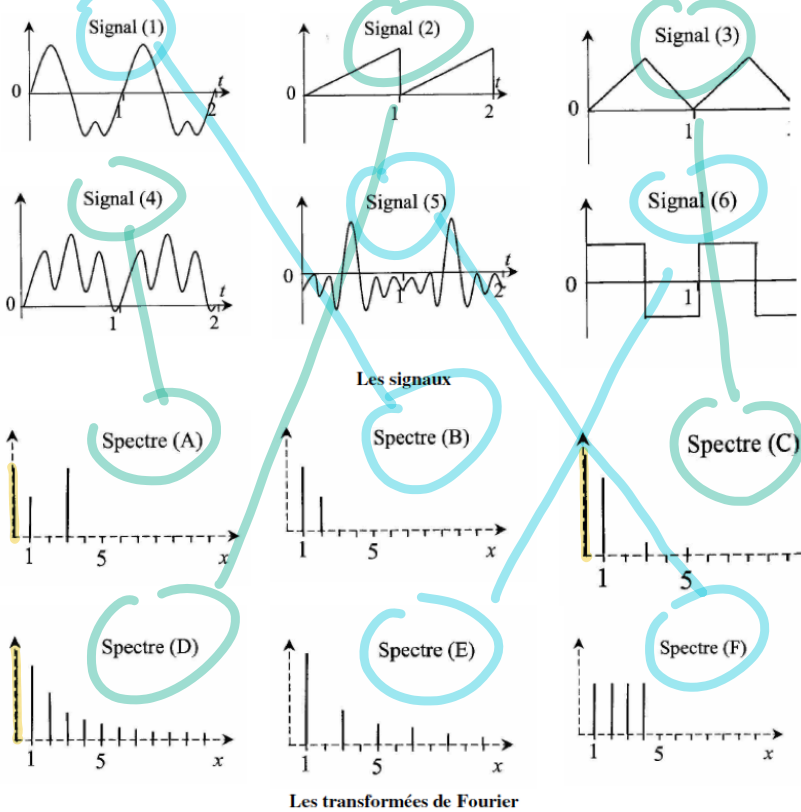 Signal (1)
0
1
2
t
Signal (2)
0
1
2
t
Signal (3)
0
1
Signal (4)
0
1
2
t
Signal (5)
0
1
2
t
Signal (6)
0
1
Les signaux
Spectre (A)
1
5
x
Spectre (B)
1
5
x
Spectre (C)
1
5
Spectre (D)
1
5
x
Spectre (E)
1
5
x
Spectre (F)
1
5
x
Les transformées de Fourier